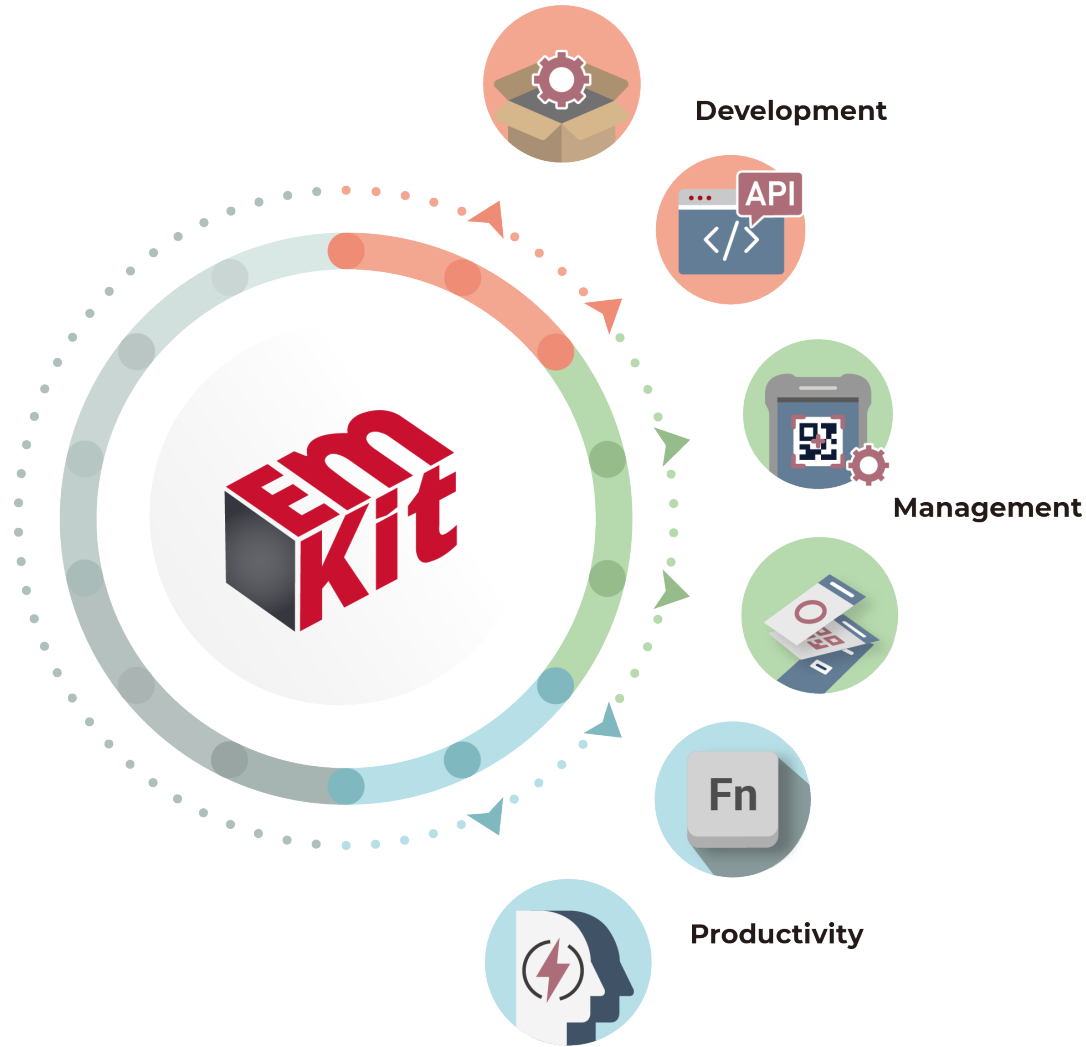 Development
API
</>
EM
Kit
Management
Fn
Productivity